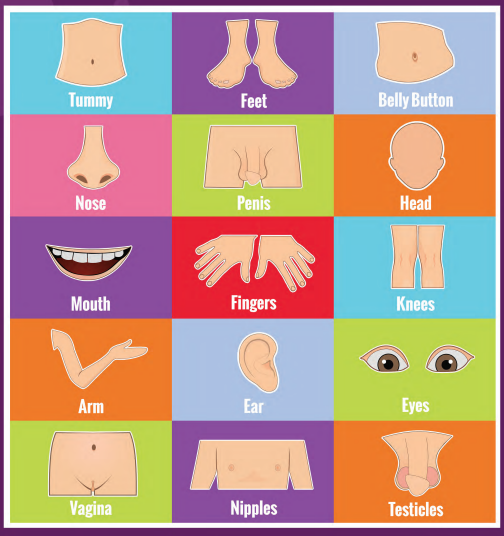 Tummy
Feet
Belly Button
Nose
Penis
Head
Mouth
Fingers
Knees
Arm
Ear
Eyes
Vagina
Nipples
Testicles